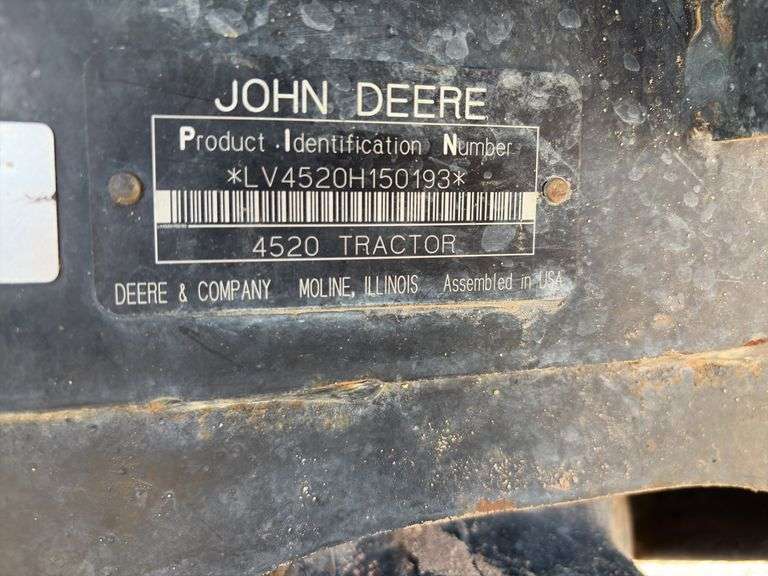 JOHN DEERE
Product Identification Number
*LV4520H150193*
4520 TRACTOR
DEERE & COMPANY MOLINE, ILLINOIS Assembled in USA